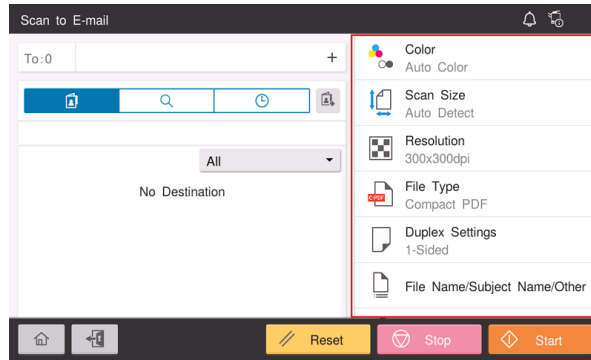 Scan to E-mail
To:0
+
All
No Destination
Color
Auto Color
Scan Size
Auto Detect
Resolution
300x300dpi
File Type
C-PDF
Compact PDF
Duplex Settings
1-Sided
File Name/Subject Name/Other
Reset
Stop
Start